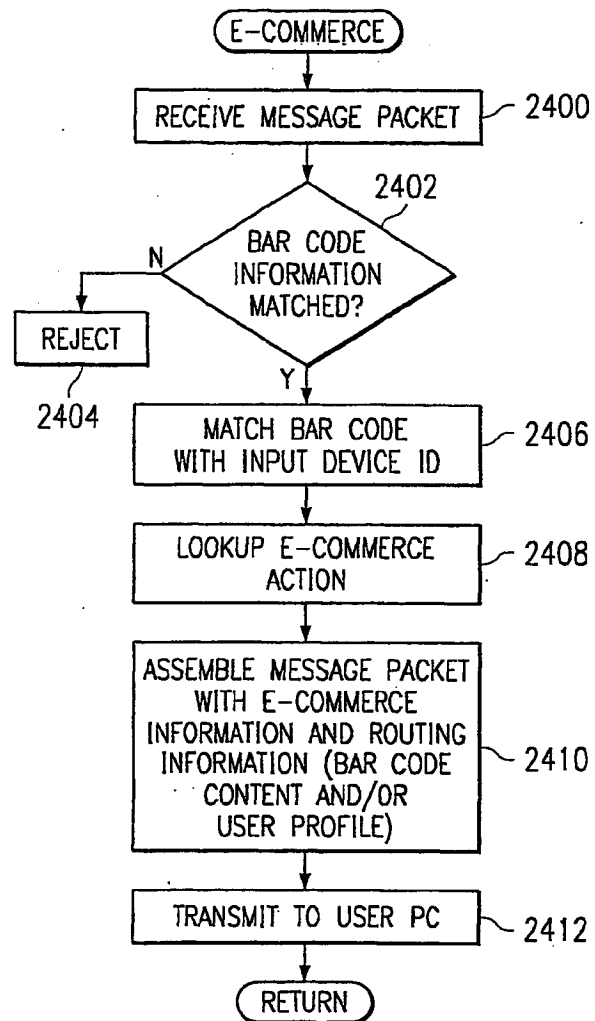 E-COMMERCE
RECEIVE MESSAGE PACKET
2400
2402
BAR CODE
INFORMATION
MATCHED?
N
REJECT
2404
Y
MATCH BAR CODE
WITH INPUT DEVICE ID
2406
LOOKUP E-COMMERCE
ACTION
2408
ASSEMBLE MESSAGE PACKET
WITH E-COMMERCE
INFORMATION AND ROUTING
INFORMATION (BAR CODE
CONTENT AND/OR
USER PROFILE)
2410
TRANSMIT TO USER PC
2412
RETURN